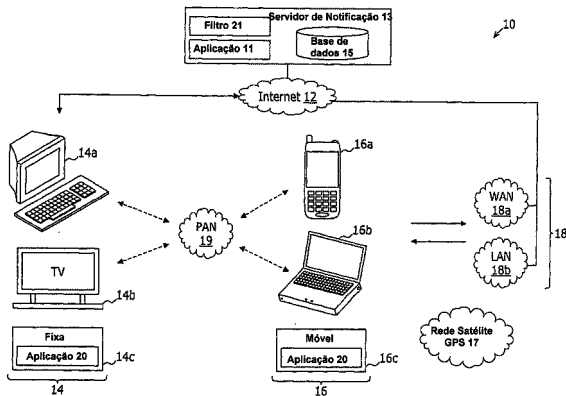 Servidor de Notificação 13
Filtro 21
Aplicação 11
Base de
dados 15
10
Internet 12
14a
16a
WAN
18a
18
PAN
19
16b
LAN
18b
TV
14b
Rede Satélite
GPS 17
Fixa
Aplicação 20
14c
14
Móvel
Aplicação 20
16c
16